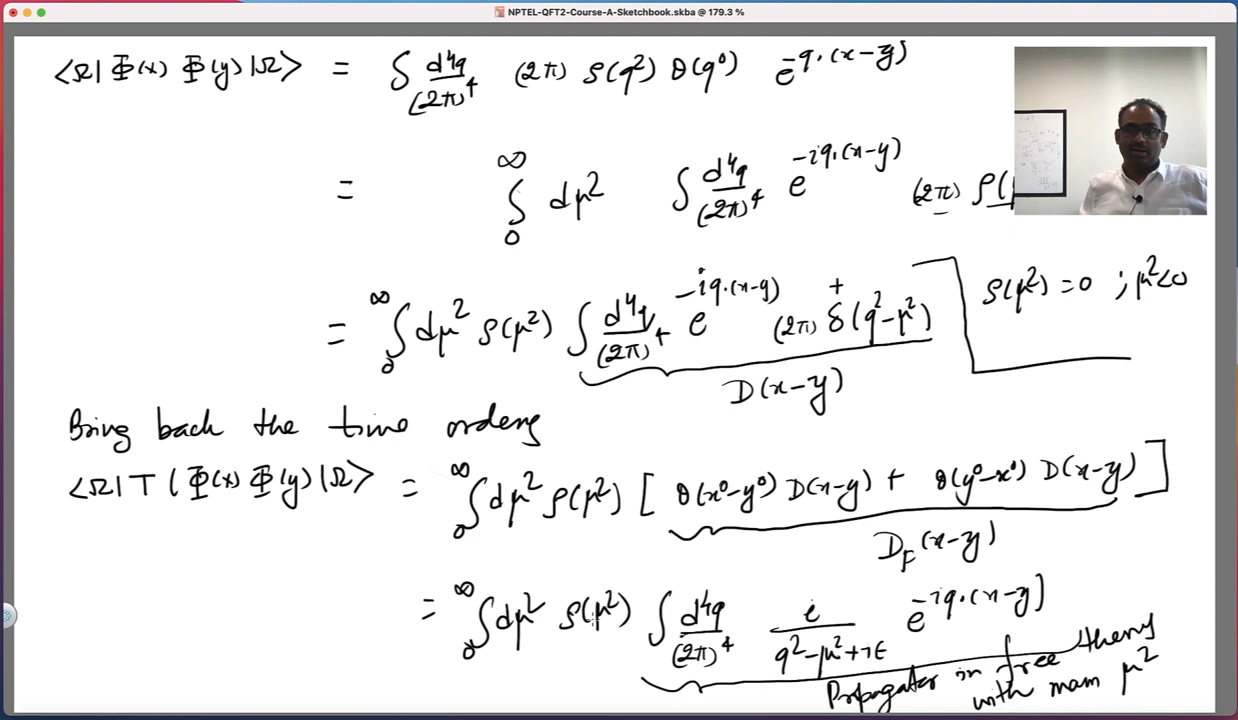 NPTEL-QFT2-Course-A-Sketchbook.skba @ 179.3 %
⟨Ω| Φ(x) Φ(y) |Ω⟩ = ∫ d⁴q/(2π)⁴ (2π) ρ(q²) θ(q⁰) e^{-q·(x-y)}
= ∫₀^∞ dμ² ∫ d⁴q/(2π)⁴ e^{-iq·(x-y)} (2π) ρ(
= ∫₀^∞ dμ² ρ(μ²) ∫ d⁴q/(2π)⁴ e^{-iq·(x-y)} (2π) δ⁺(q²-μ²) ρ(μ²) = 0 ; μ²<0
D(x-y)
Bring back the time ordeng
⟨Ω| T ( Φ(x) Φ(y) |Ω⟩ = ∫₀^∞ dμ² ρ(μ²) [ θ(x⁰-y⁰) D(x-y) + θ(y⁰-x⁰) D(x-y) ]
D_F(x-y)
= ∫₀^∞ dμ² ρ(μ²) ∫ d⁴q/(2π)⁴ i/(q²-μ²+iϵ) e^{-iq·(x-y)}
Propagator in free theory
with mass μ²